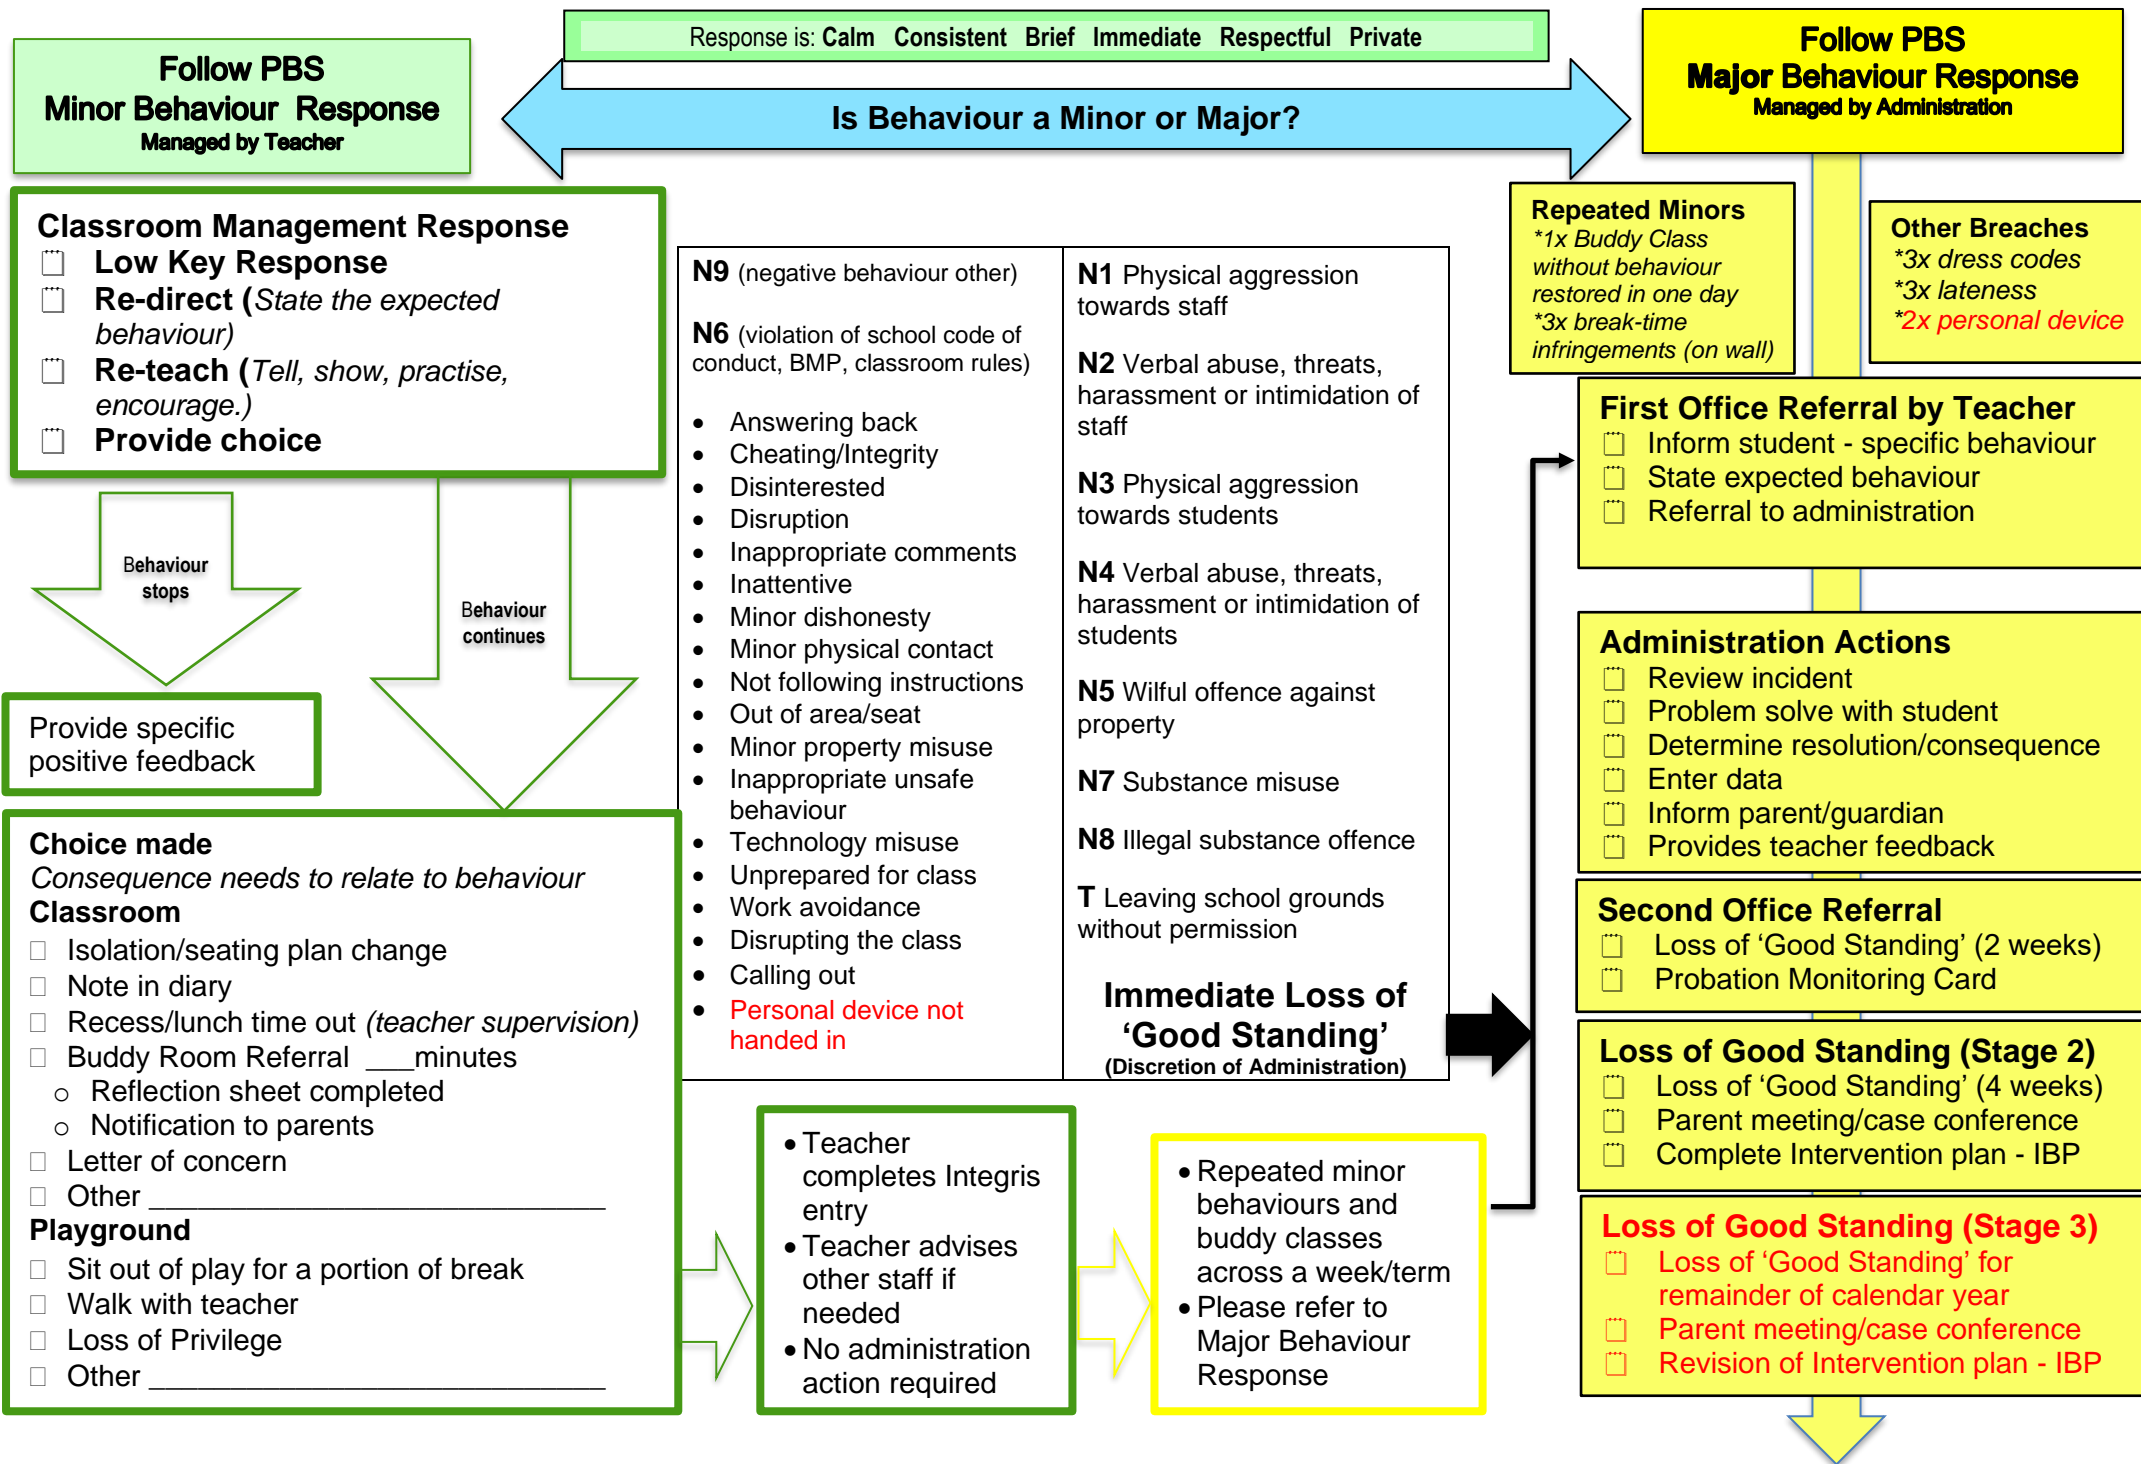 Response is: Calm Consistent Brief Immediate Respectful Private
Follow PBS
Minor Behaviour Response
Managed by Teacher
Is Behaviour a Minor or Major?
Follow PBS
Major Behaviour Response
Managed by Administration
Classroom Management Response
Low Key Response
Re-direct (State the expected
behaviour)
Re-teach (Tell, show, practise,
encourage.)
Provide choice
Behaviour
stops
Behaviour
continues
Provide specific
positive feedback
Choice made
Consequence needs to relate to behaviour
Classroom
Isolation/seating plan change
Note in diary
Recess/lunch time out (teacher supervision)
Buddy Room Referral ___minutes
o Reflection sheet completed
o Notification to parents
Letter of concern
Other ______________________________
Playground
Sit out of play for a portion of break
Walk with teacher
Loss of Privilege
Other ______________________________
N9 (negative behaviour other)
N6 (violation of school code of
conduct, BMP, classroom rules)
• Answering back
• Cheating/Integrity
• Disinterested
• Disruption
• Inappropriate comments
• Inattentive
• Minor dishonesty
• Minor physical contact
• Not following instructions
• Out of area/seat
• Minor property misuse
• Inappropriate unsafe
behaviour
• Technology misuse
• Unprepared for class
• Work avoidance
• Disrupting the class
• Calling out
• Personal device not
handed in
N1 Physical aggression
towards staff
N2 Verbal abuse, threats,
harassment or intimidation of
staff
N3 Physical aggression
towards students
N4 Verbal abuse, threats,
harassment or intimidation of
students
N5 Wilful offence against
property
N7 Substance misuse
N8 Illegal substance offence
T Leaving school grounds
without permission
Immediate Loss of
‘Good Standing’
(Discretion of Administration)
• Teacher
completes Integris
entry
• Teacher advises
other staff if
needed
• No administration
action required
• Repeated minor
behaviours and
buddy classes
across a week/term
• Please refer to
Major Behaviour
Response
Repeated Minors
*1x Buddy Class
without behaviour
restored in one day
*3x break-time
infringements (on wall)
Other Breaches
*3x dress codes
*3x lateness
*2x personal device
First Office Referral by Teacher
Inform student - specific behaviour
State expected behaviour
Referral to administration
Administration Actions
Review incident
Problem solve with student
Determine resolution/consequence
Enter data
Inform parent/guardian
Provides teacher feedback
Second Office Referral
Loss of ‘Good Standing’ (2 weeks)
Probation Monitoring Card
Loss of Good Standing (Stage 2)
Loss of ‘Good Standing’ (4 weeks)
Parent meeting/case conference
Complete Intervention plan - IBP
Loss of Good Standing (Stage 3)
Loss of ‘Good Standing’ for
remainder of calendar year
Parent meeting/case conference
Revision of Intervention plan - IBP